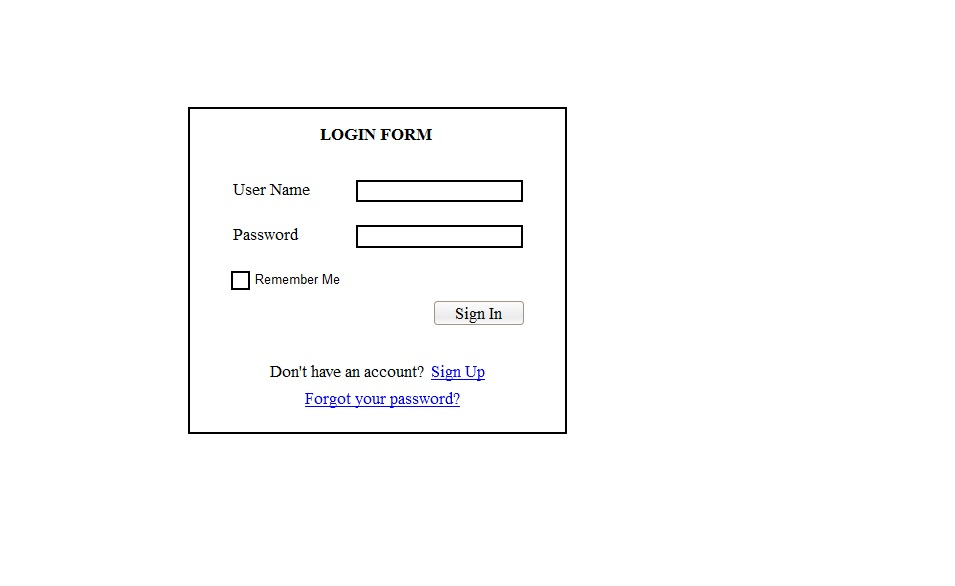 LOGIN FORM
User Name
Password
Remember Me
Sign In
Don't have an account? Sign Up
Forgot your password?